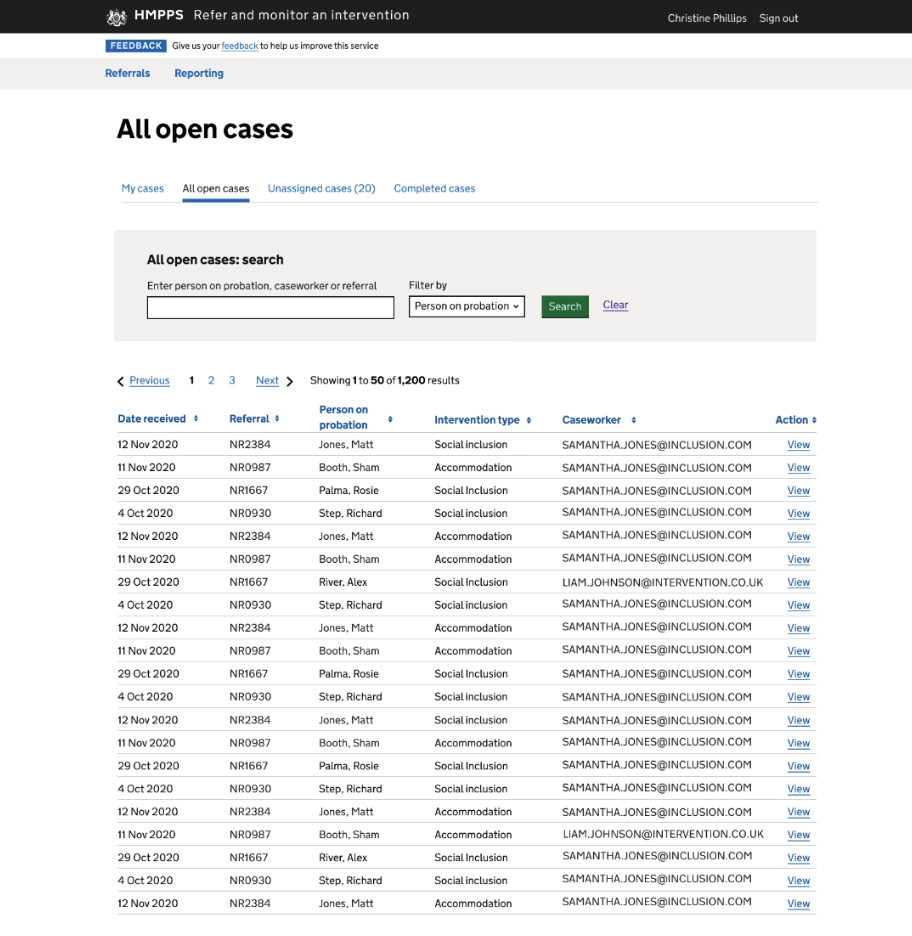 HMPPS Refer and monitor an intervention Christine Phillips Sign out
FEEDBACK Give us your feedback to help us improve this service
Referrals Reporting
All open cases
My cases All open cases Unassigned cases (20) Completed cases
All open cases: search
Enter person on probation, caseworker or referral Filter by
Person on probation Search Clear
Previous 1 2 3 Next Showing 1 to 50 of 1,200 results
Date received Referral Person on probation Intervention type Caseworker Action
12 Nov 2020 NR2384 Jones, Matt Social inclusion SAMANTHA.JONES@INCLUSION.COM View
11 Nov 2020 NR0987 Booth, Sham Accommodation SAMANTHA.JONES@INCLUSION.COM View
29 Oct 2020 NR1667 Palma, Rosie Social Inclusion SAMANTHA.JONES@INCLUSION.COM View
4 Oct 2020 NR0930 Step, Richard Social inclusion SAMANTHA.JONES@INCLUSION.COM View
12 Nov 2020 NR2384 Jones, Matt Accommodation SAMANTHA.JONES@INCLUSION.COM View
11 Nov 2020 NR0987 Booth, Sham Accommodation SAMANTHA.JONES@INCLUSION.COM View
29 Oct 2020 NR1667 River, Alex Social Inclusion LIAM.JOHNSON@INTERVENTION.CO.UK View
4 Oct 2020 NR0930 Step, Richard Social inclusion SAMANTHA.JONES@INCLUSION.COM View
12 Nov 2020 NR2384 Jones, Matt Accommodation SAMANTHA.JONES@INCLUSION.COM View
11 Nov 2020 NR0987 Booth, Sham Accommodation SAMANTHA.JONES@INCLUSION.COM View
29 Oct 2020 NR1667 Palma, Rosie Social Inclusion SAMANTHA.JONES@INCLUSION.COM View
4 Oct 2020 NR0930 Step, Richard Social inclusion SAMANTHA.JONES@INCLUSION.COM View
12 Nov 2020 NR2384 Jones, Matt Social inclusion SAMANTHA.JONES@INCLUSION.COM View
11 Nov 2020 NR0987 Booth, Sham Accommodation SAMANTHA.JONES@INCLUSION.COM View
29 Oct 2020 NR1667 Palma, Rosie Social Inclusion SAMANTHA.JONES@INCLUSION.COM View
4 Oct 2020 NR0930 Step, Richard Social inclusion SAMANTHA.JONES@INCLUSION.COM View
12 Nov 2020 NR2384 Jones, Matt Accommodation SAMANTHA.JONES@INCLUSION.COM View
11 Nov 2020 NR0987 Booth, Sham Accommodation LIAM.JOHNSON@INTERVENTION.CO.UK View
29 Oct 2020 NR1667 River, Alex Social Inclusion SAMANTHA.JONES@INCLUSION.COM View
4 Oct 2020 NR0930 Step, Richard Social inclusion SAMANTHA.JONES@INCLUSION.COM View
12 Nov 2020 NR2384 Jones, Matt Accommodation SAMANTHA.JONES@INCLUSION.COM View